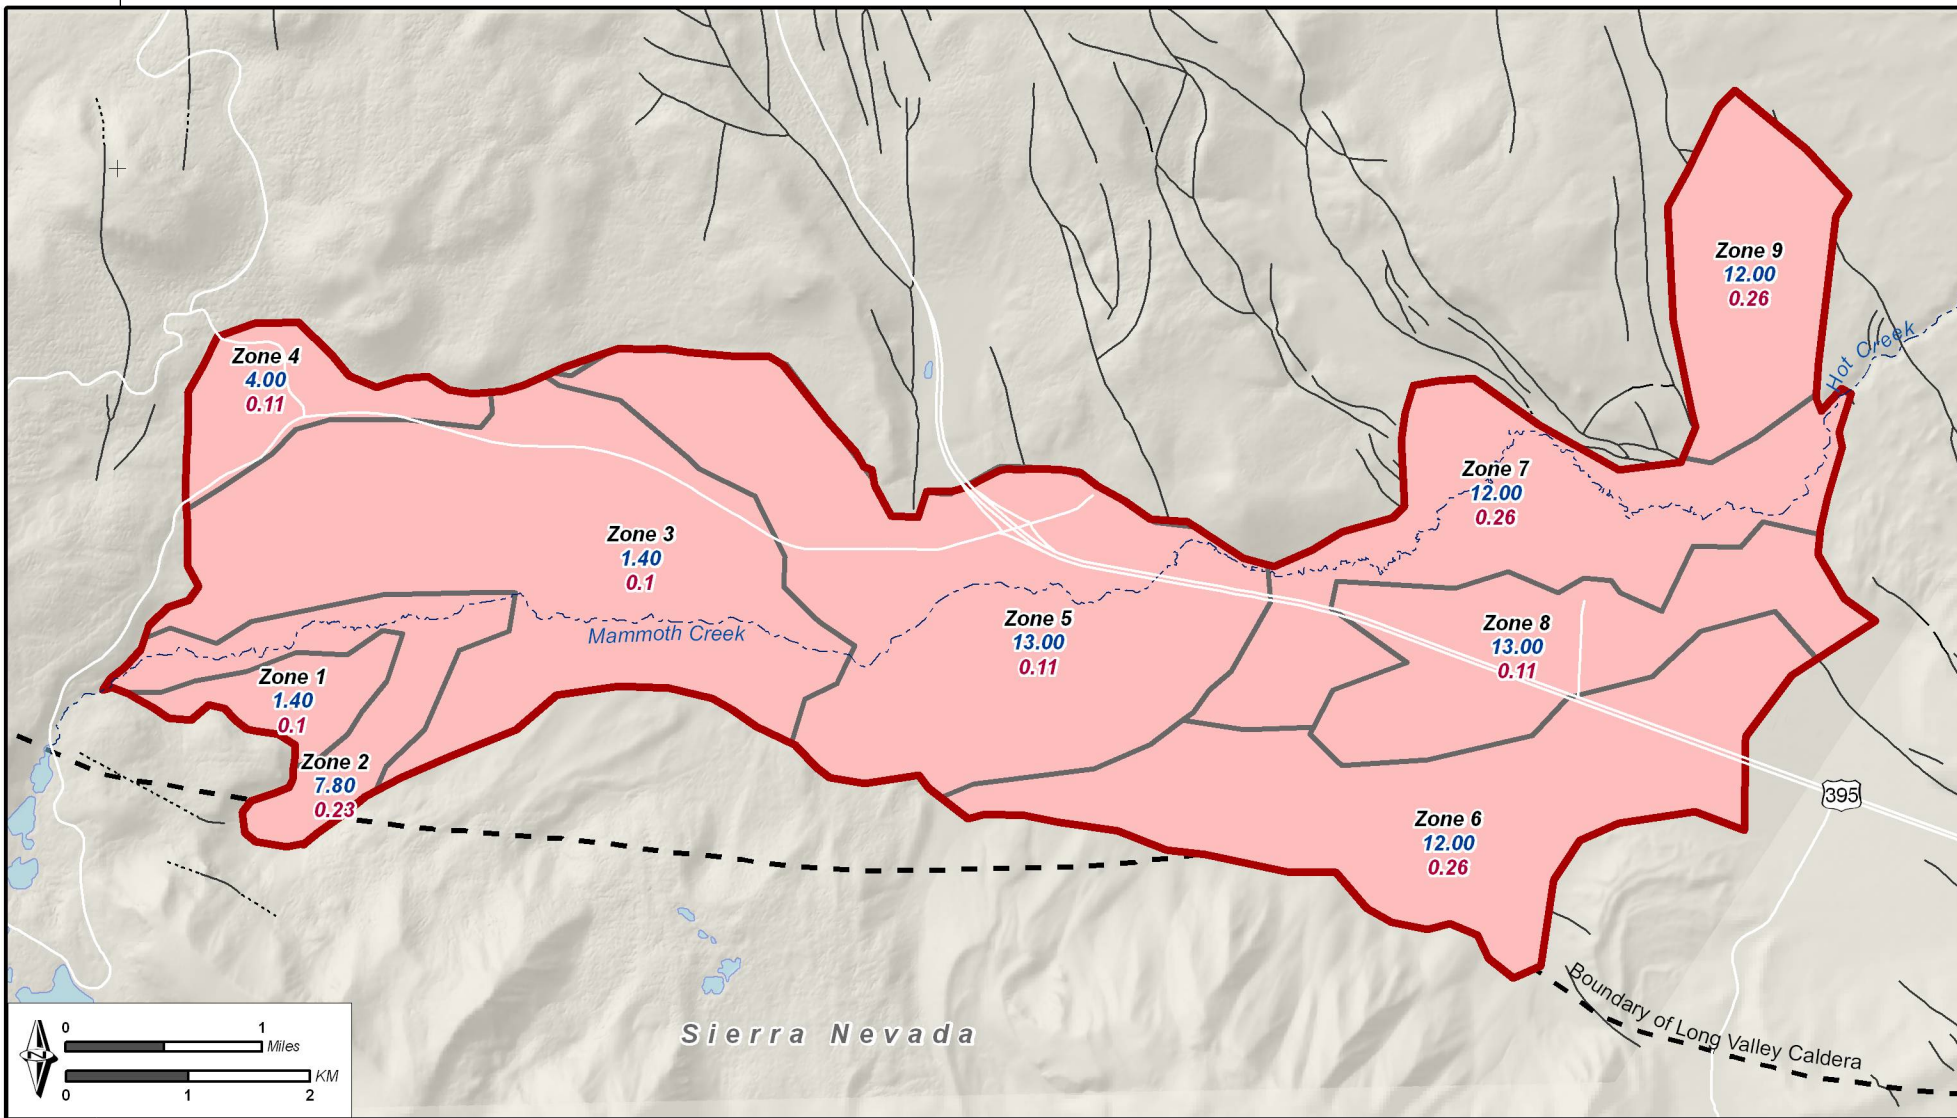 Zone 9
12.00
0.26
Hot Creek
Zone 4
4.00
0.11
Zone 7
12.00
0.26
Zone 3
1.40
0.1
Mammoth Creek
Zone 5
13.00
0.11
Zone 8
13.00
0.11
Zone 1
1.40
0.1
Zone 2
7.80
0.23
395
Zone 6
12.00
0.26
Boundary of Long Valley Caldera
Sierra Nevada
N
0 1
Miles
KM
0 1 2